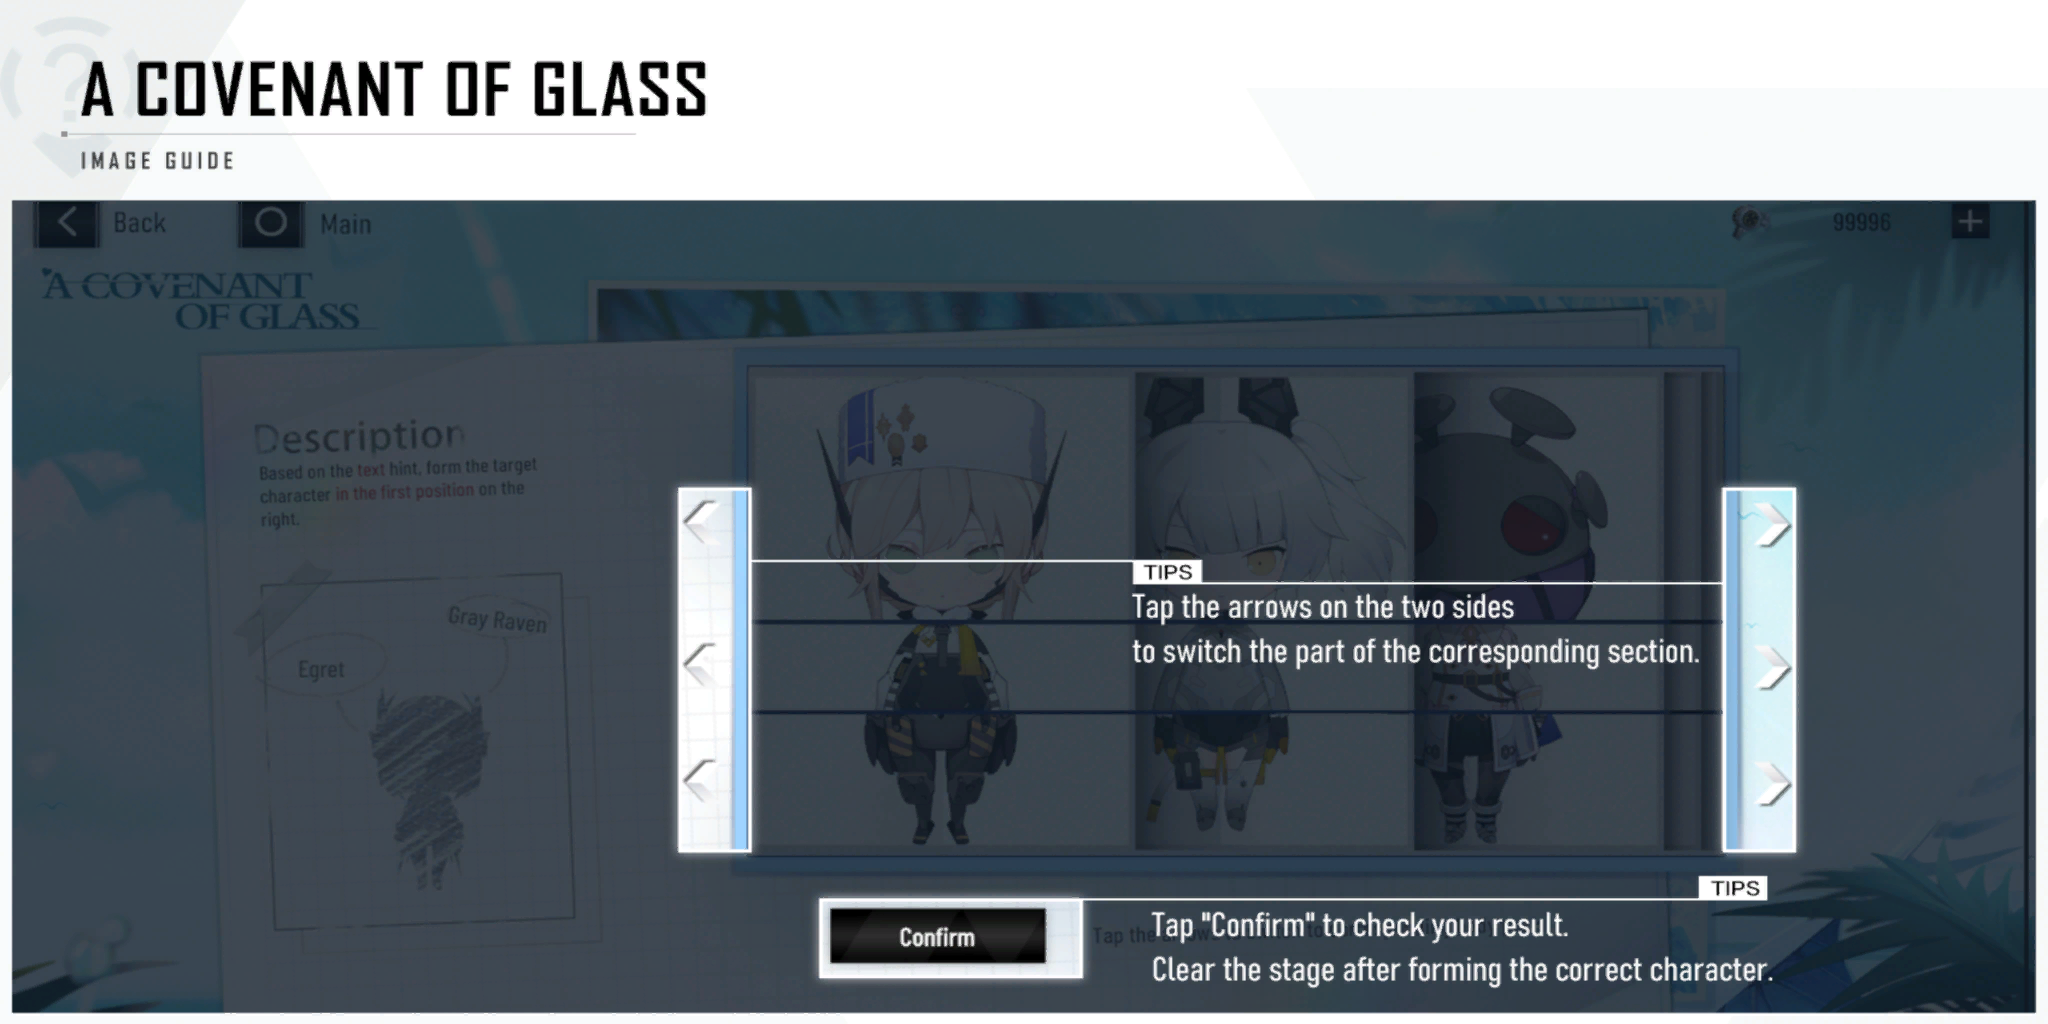 A COVENANT OF GLASS
IMAGE GUIDE
Back
Main
99996
A COVENANT
OF GLASS
Description
Based on the text hint, form the target
character in the first position on the
right.
Gray Raven
Egret
TIPS
Tap the arrows on the two sides
to switch the part of the corresponding section.
TIPS
Confirm
Tap the
Tap "Confirm" to check your result.
Clear the stage after forming the correct character.